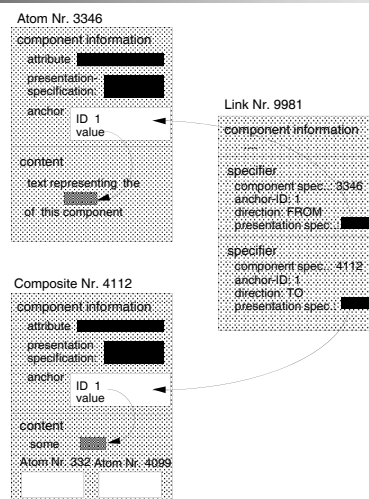 Atom Nr. 3346
component information
attribute
presentation-
specification:
anchor
ID 1
value
content
text representing the
of this component
Link Nr. 9981
component information
....
specifier
component spec..: 3346
anchor-ID: 1
direction: FROM
presentation spec..:
specifier
component spec..: 4112
anchor-ID: 1
direction: TO
presentation spec..:
Composite Nr. 4112
component information
attribute
presentation
specification:
anchor
ID 1
value
content
some
Atom Nr. 332 Atom Nr. 4099